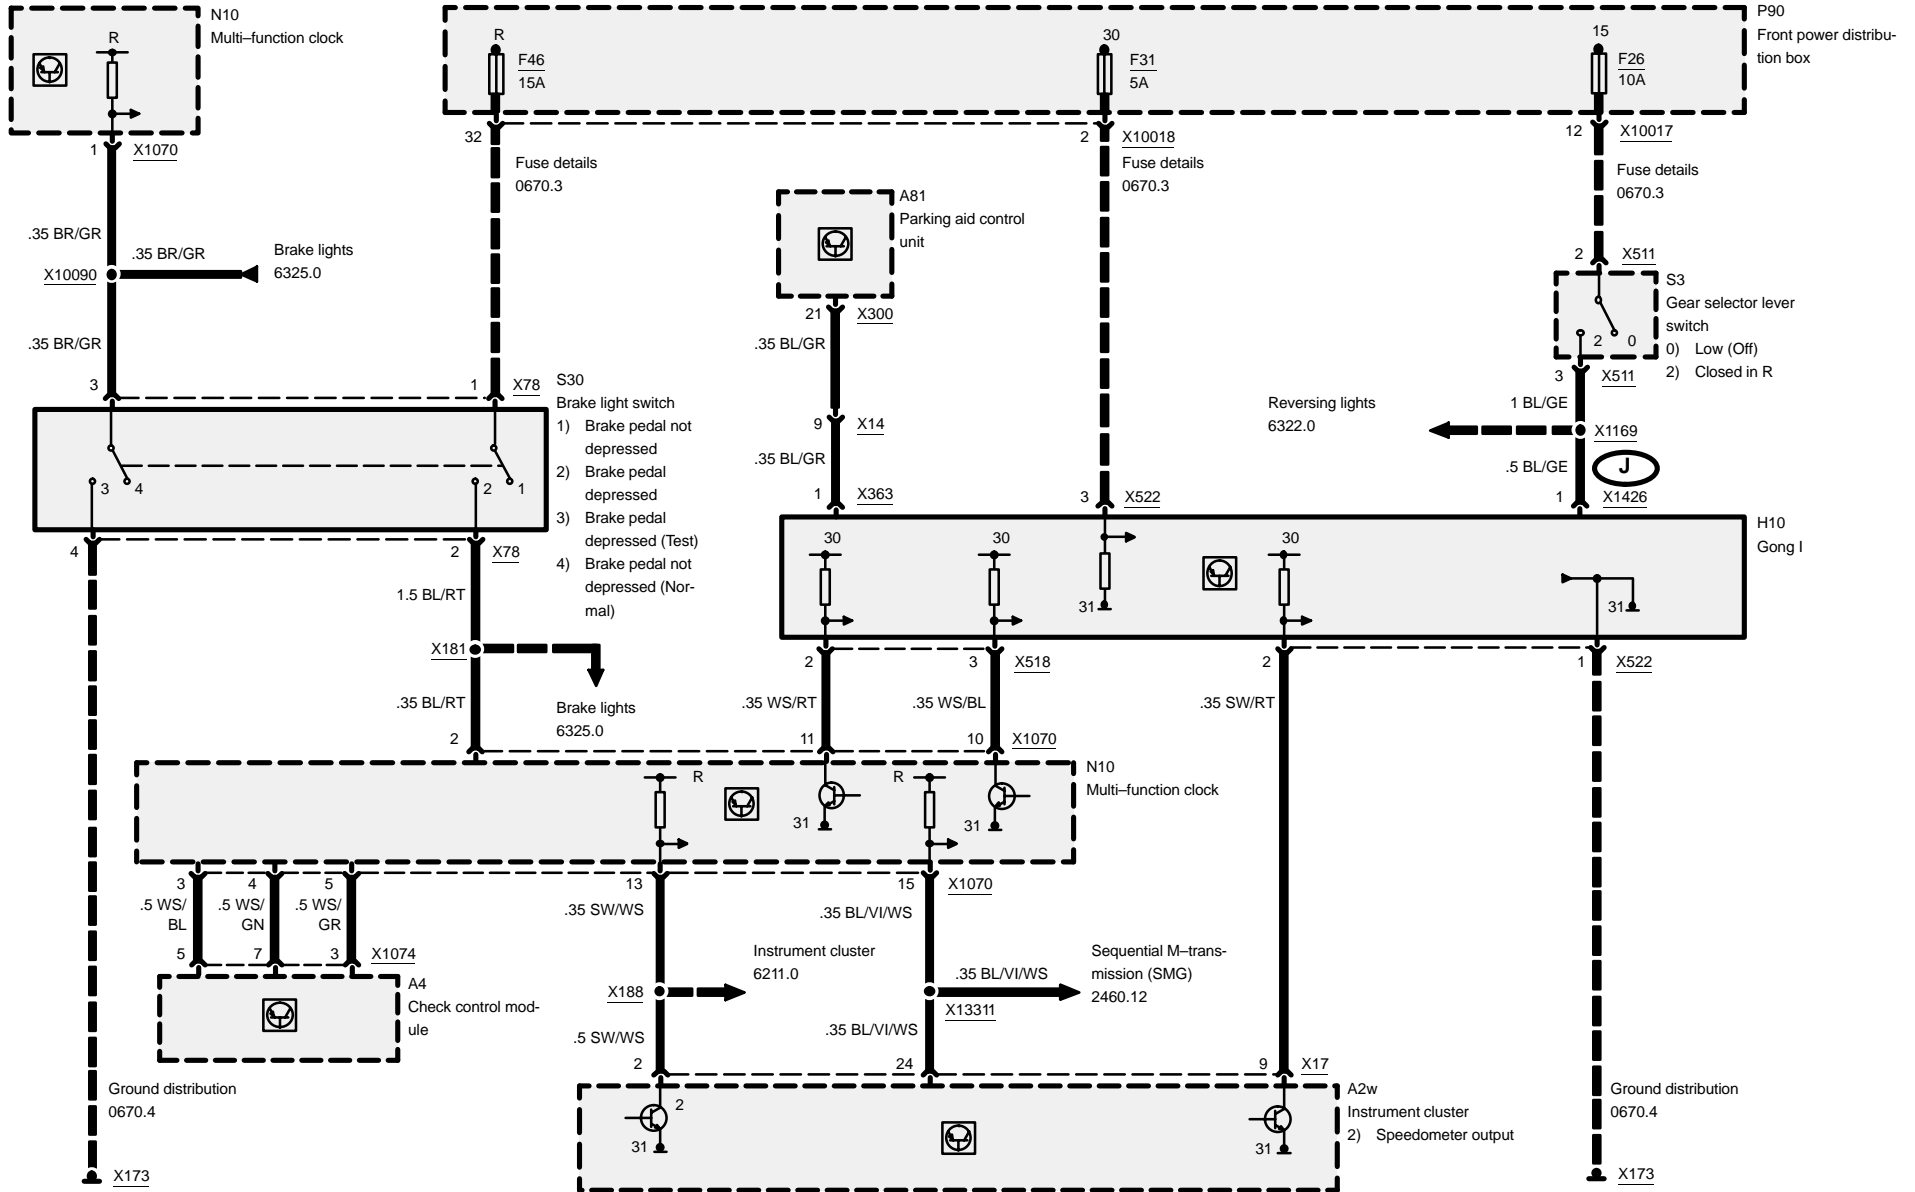 N10
Multi–function clock
R
1
X1070
.35 BR/GR
.35 BR/GR
X10090
Brake lights
6325.0
.35 BR/GR
3
P90
Front power distribu-
tion box
R
F46
15A
30
F31
5A
15
F26
10A
32
2
X10018
12
X10017
Fuse details
0670.3
Fuse details
0670.3
Fuse details
0670.3
A81
Parking aid control
unit
21
X300
.35 BL/GR
9
X14
.35 BL/GR
1
X363
2
X511
S3
Gear selector lever
switch
0) Low (Off)
2) Closed in R
2
0
3
X511
1 BL/GE
Reversing lights
6322.0
X1169
.5 BL/GE
J
3
X522
1
X1426
1
X78
S30
Brake light switch
1) Brake pedal not
depressed
2) Brake pedal
depressed
3) Brake pedal
depressed (Test)
4) Brake pedal not
depressed (Nor-
mal)
3
4
2
1
4
2
X78
1.5 BL/RT
X181
.35 BL/RT
Brake lights
6325.0
2
H10
Gong I
30
30
31
30
31
2
3
X518
2
1
X522
.35 WS/RT
.35 WS/BL
.35 SW/RT
11
10
X1070
N10
Multi–function clock
R
31
R
31
3
4
5
13
15
X1070
.5 WS/
BL
.5 WS/
GN
.5 WS/
GR
5
7
3
X1074
A4
Check control mod-
ule
.35 SW/WS
.35 BL/VI/WS
Instrument cluster
6211.0
X188
.35 BL/VI/WS
Sequential M–trans-
mission (SMG)
2460.12
X13311
.5 SW/WS
.35 BL/VI/WS
2
24
9
X17
A2w
Instrument cluster
2) Speedometer output
2
31
31
Ground distribution
0670.4
X173
Ground distribution
0670.4
X173